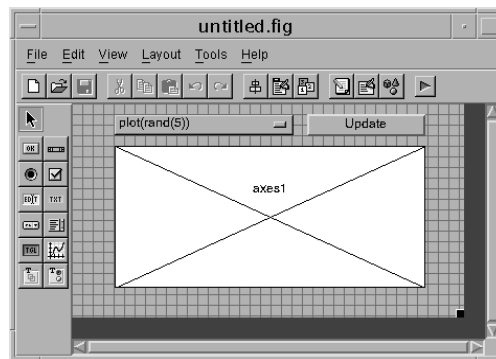 untitled.fig
File Edit View Layout Tools Help
plot(rand(5)) Update
axes1
OK
EDIT TXT
TGL